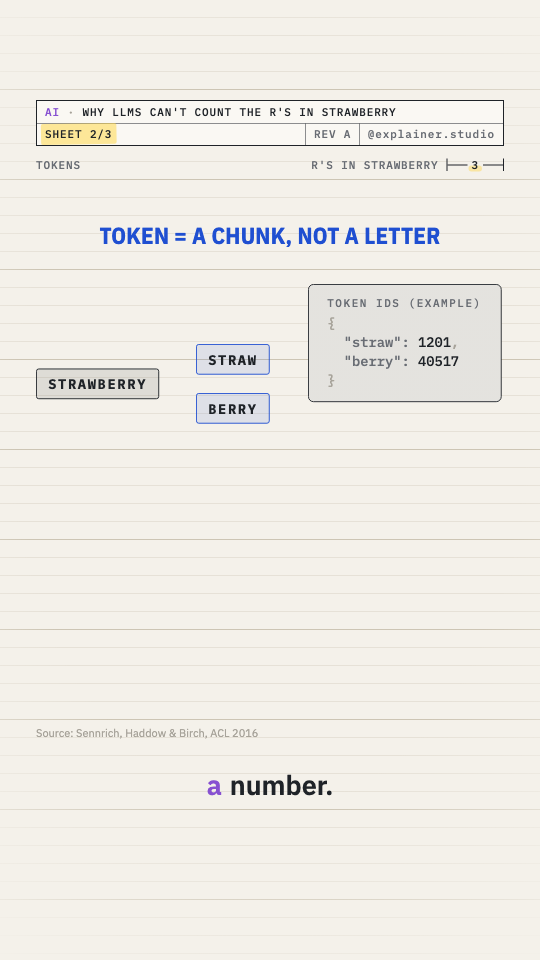 AI · WHY LLMS CAN'T COUNT THE R'S IN STRAWBERRY
SHEET 2/3 REV A @explainer.studio
TOKENS R'S IN STRAWBERRY 3
TOKEN = A CHUNK, NOT A LETTER
TOKEN IDS (EXAMPLE)
{
"straw": 1201,
"berry": 40517
}
STRAWBERRY
STRAW
BERRY
Source: Sennrich, Haddow & Birch, ACL 2016
a number.